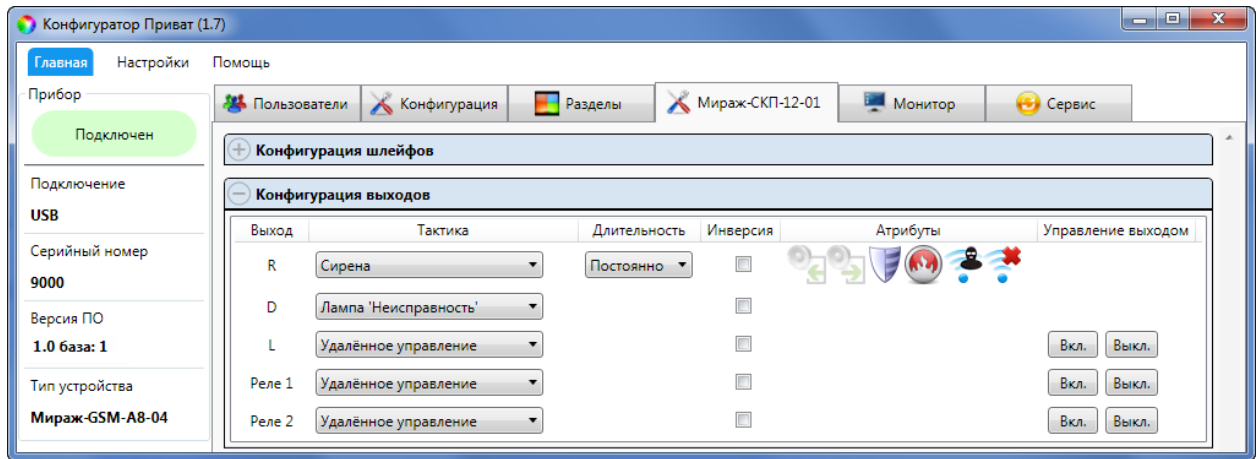 Конфигуратор Приват (1.7)
Главная Настройки Помощь
Прибор
Подключен
Подключение
USB
Серийный номер
9000
Версия ПО
1.0 база: 1
Тип устройства
Мираж-GSM-A8-04
Пользователи Конфигурация Разделы Мираж-СКП-12-01 Монитор Сервис
Конфигурация шлейфов
Конфигурация выходов
Выход Тактика Длительность Инверсия Атрибуты Управление выходом
R Сирена Постоянно
D Лампа 'Неисправность'
L Удалённое управление Вкл. Выкл.
Реле 1 Удалённое управление Вкл. Выкл.
Реле 2 Удалённое управление Вкл. Выкл.